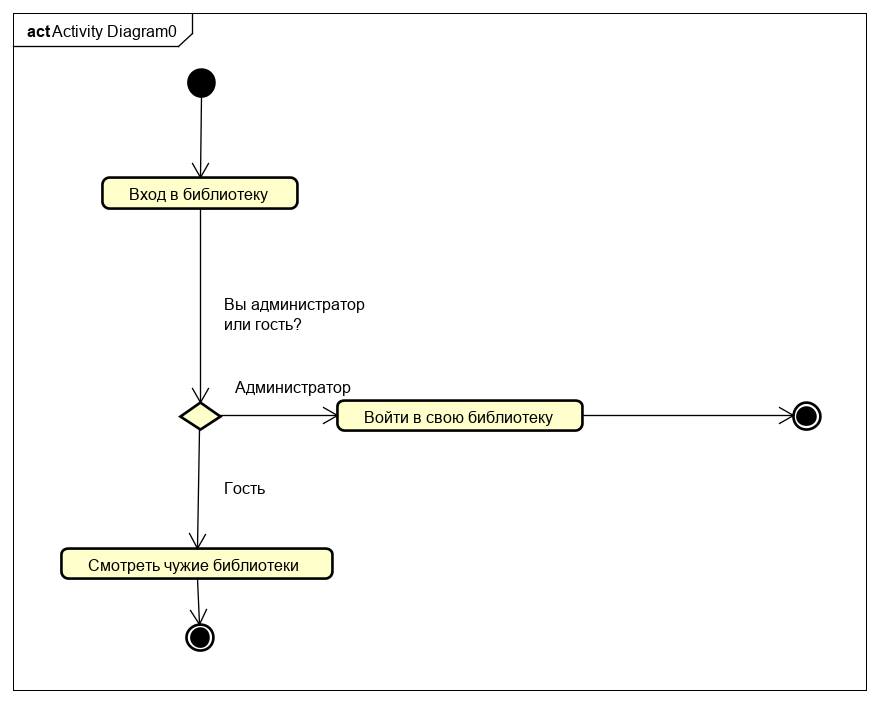 act Activity Diagram0
Вход в библиотеку
Вы администратор
или гость?
Администратор
Войти в свою библиотеку
Гость
Смотреть чужие библиотеки